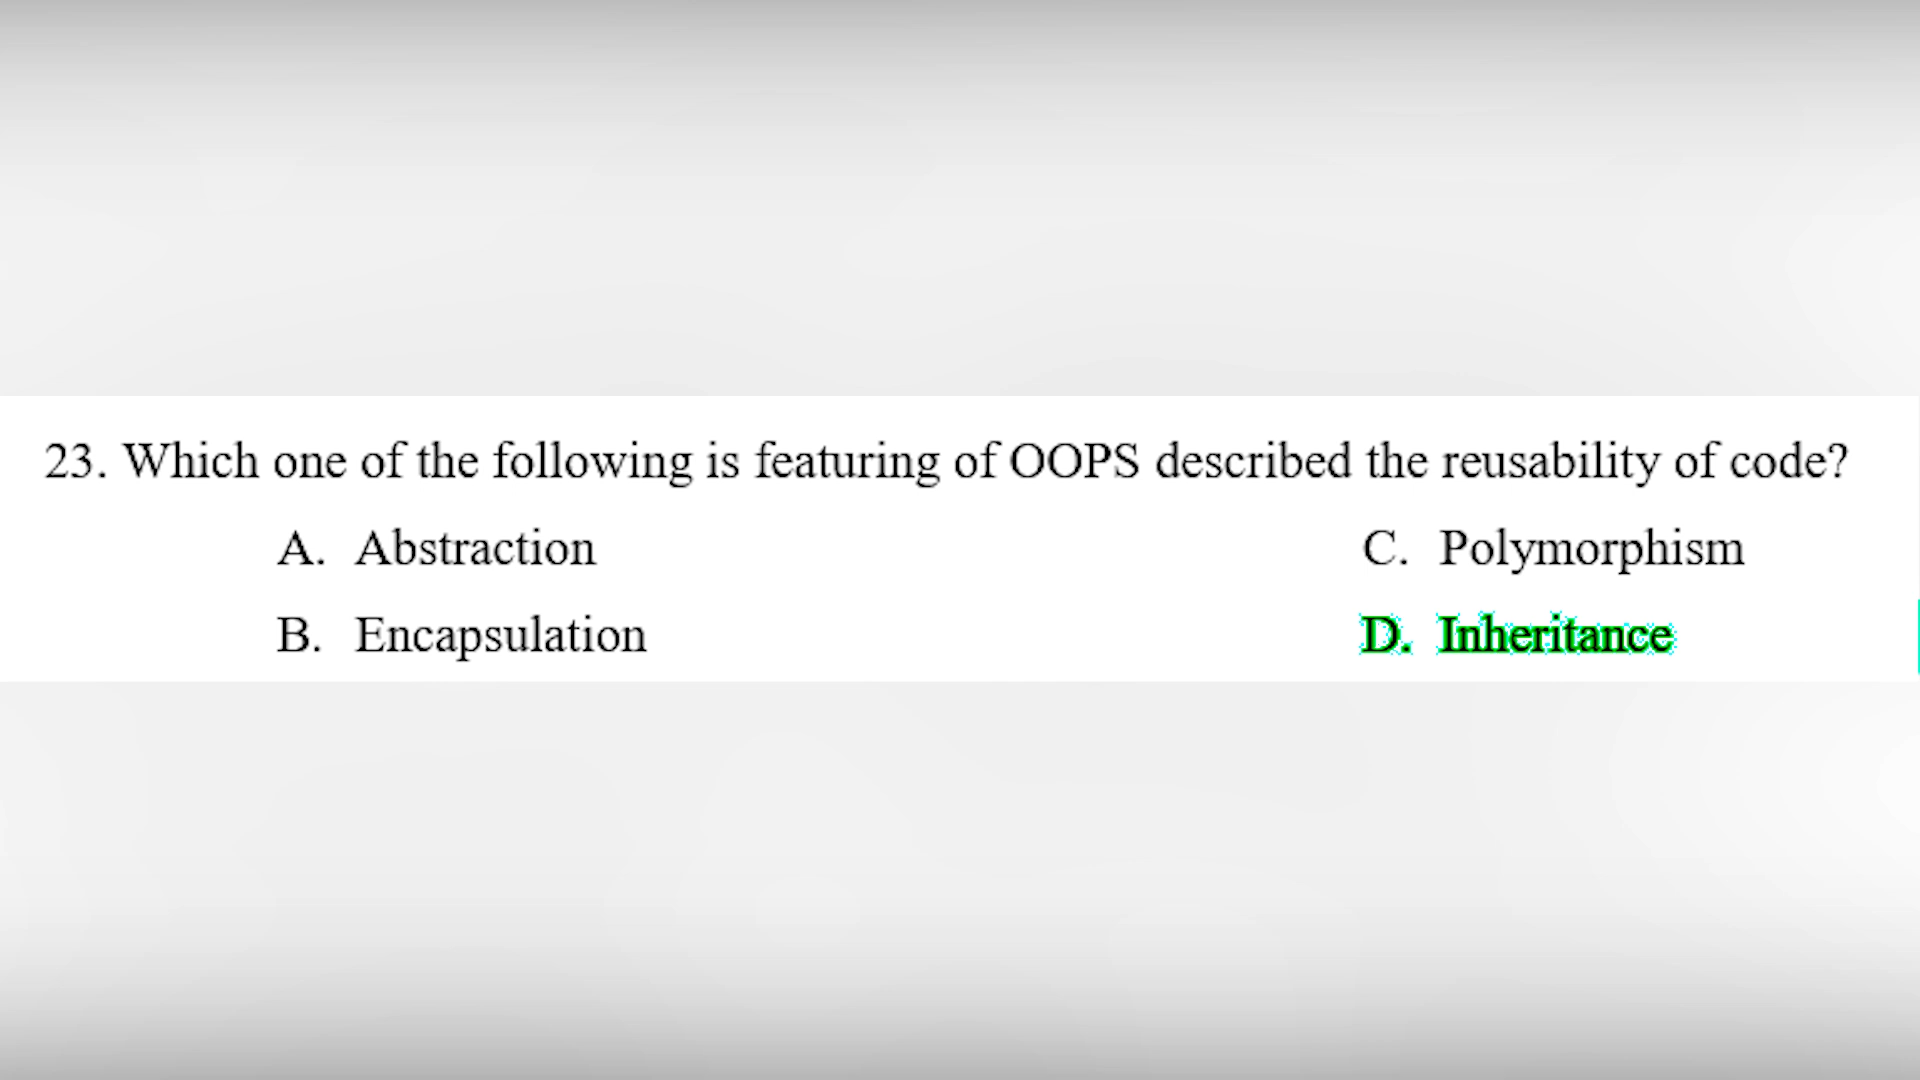 23. Which one of the following is featuring of OOPS described the reusability of code?
A. Abstraction
B. Encapsulation
C. Polymorphism
D. Inheritance